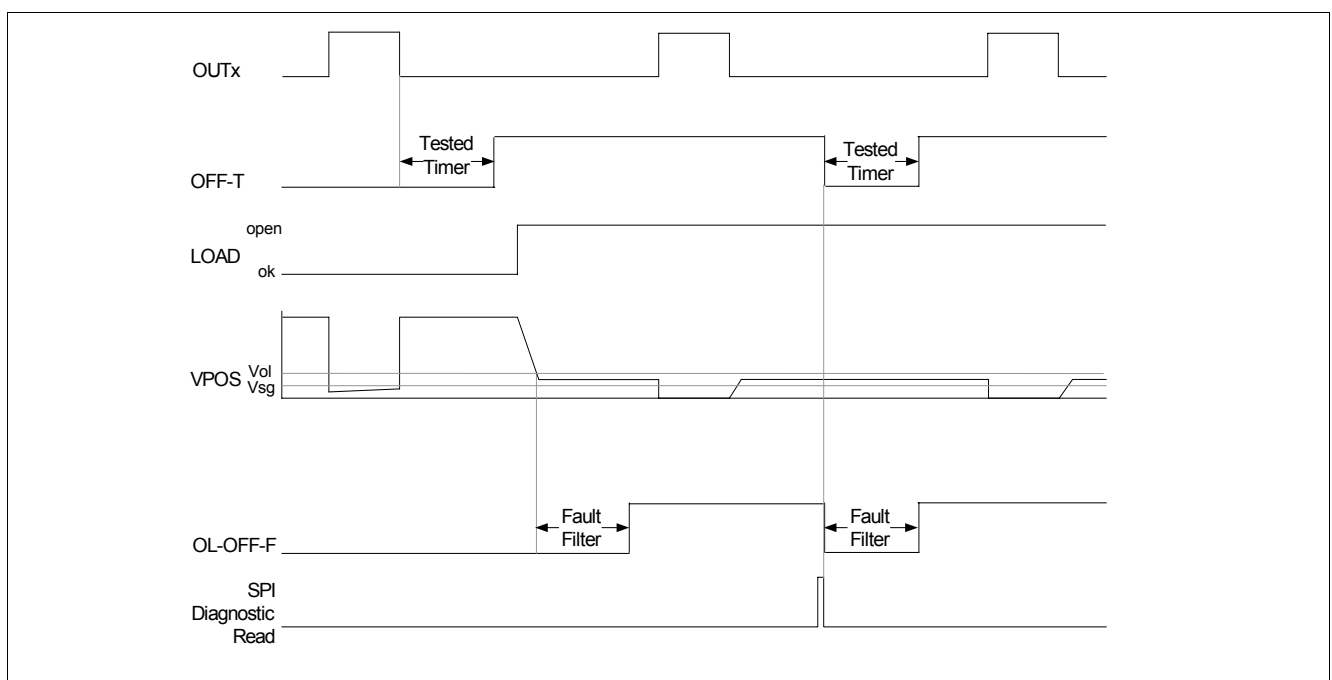 OUTx
Tested
Timer
Tested
Timer
OFF-T
open
LOAD
ok
VPOS
Vol
Vsg
Fault
Filter
Fault
Filter
OL-OFF-F
SPI
Diagnostic
Read